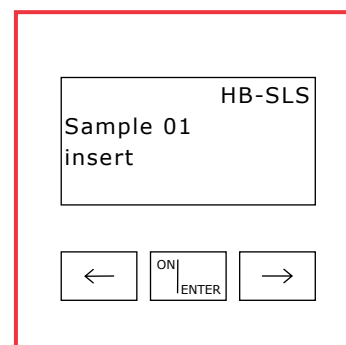 HB-SLS
Sample 01
insert
ON
ENTER